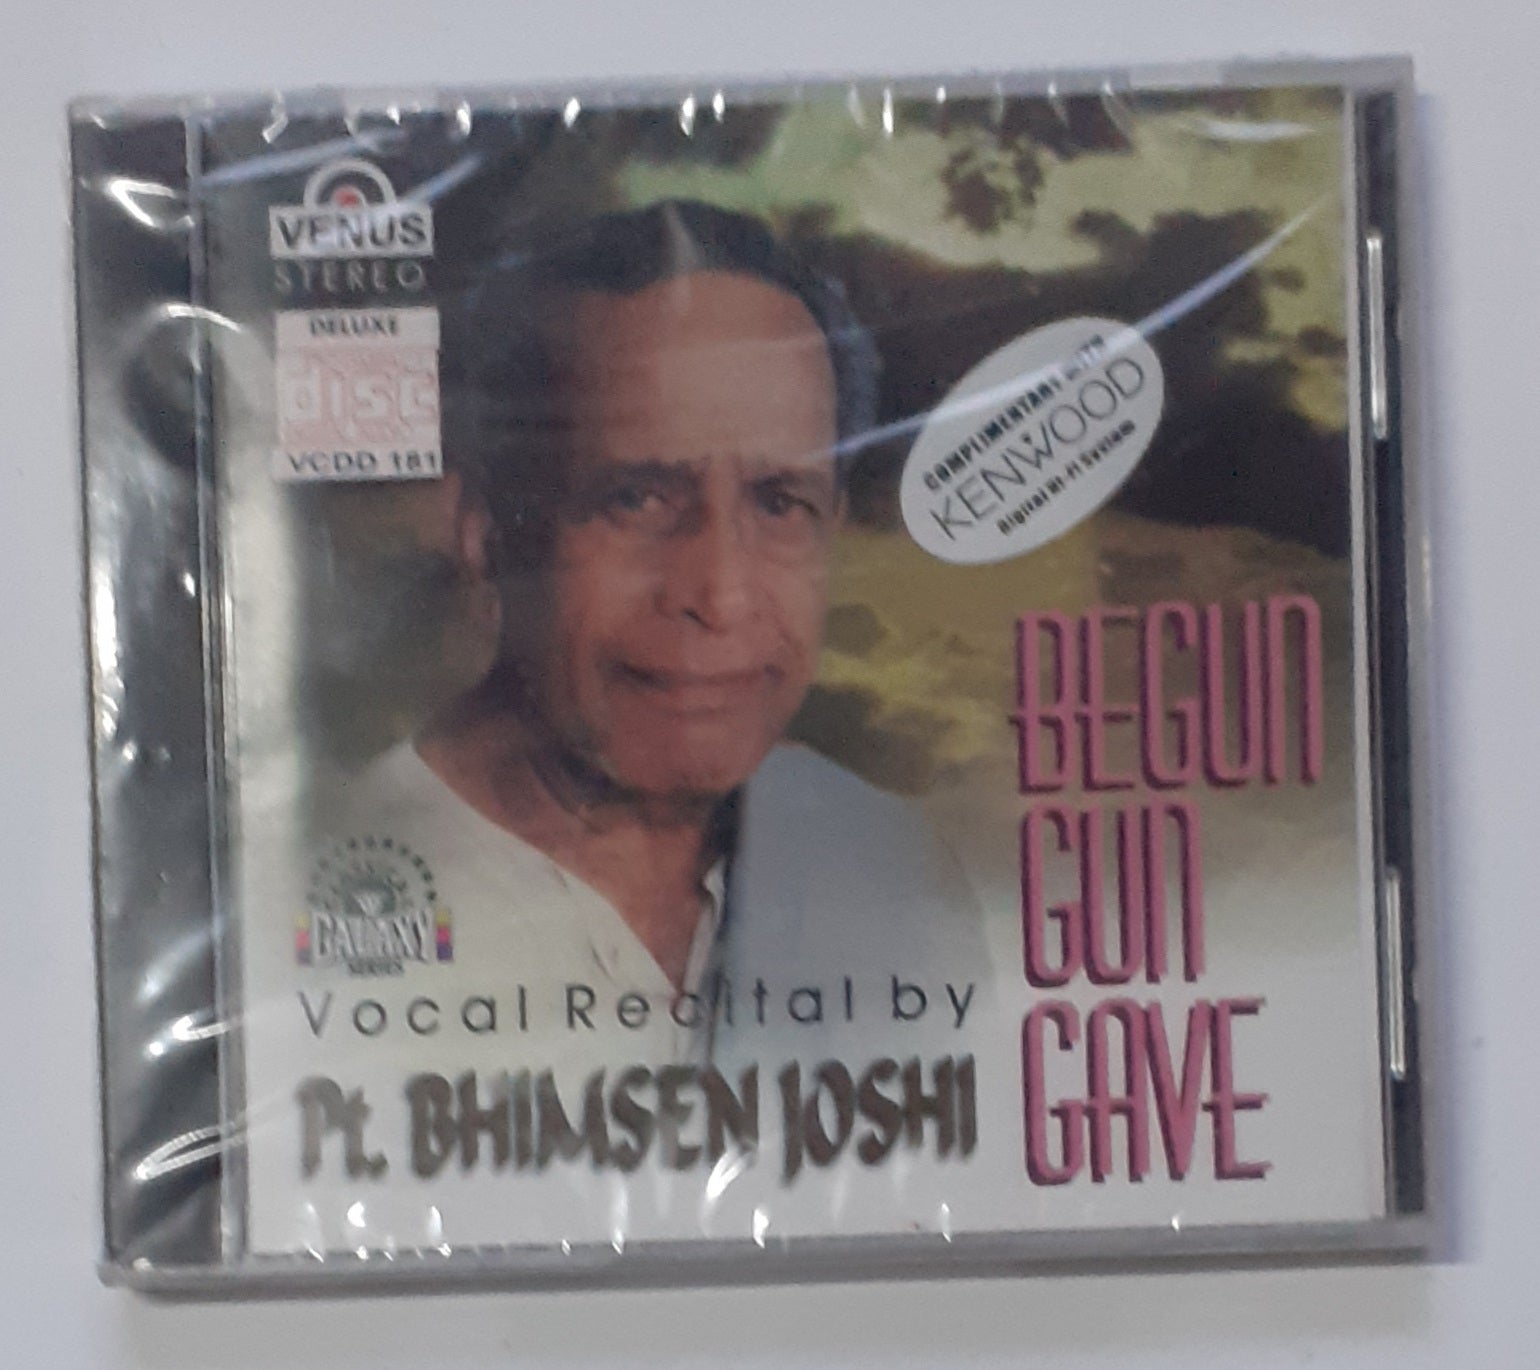 VENUS
STEREO
DELUXE
disc
VCDD 181
COMPLIMENTARY WITH
KENWOOD
Digital Hi-Fi System
BEGUN
GUN
GAVE
GALAXY
SERIES
Vocal Recital by
Pt. BHIMSEN JOSHI